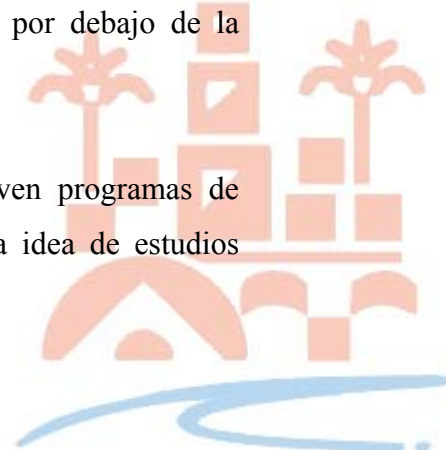 por debajo de la
ven programas de
a idea de estudios